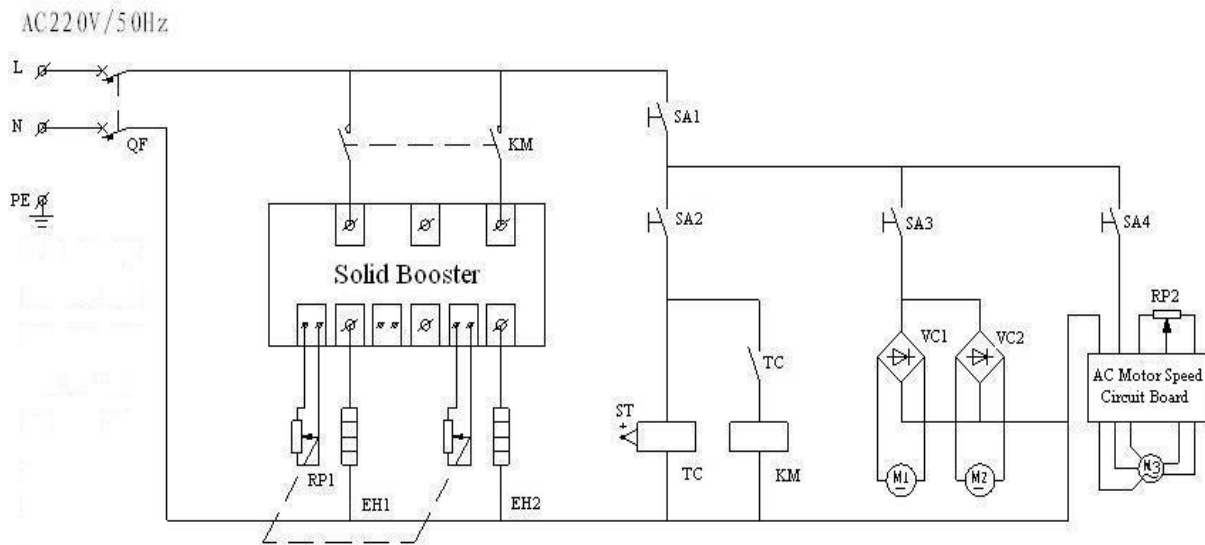 AC220V/50Hz
L
N
QF
KM
SA1
PE
SA2
SA3
SA4
Solid Booster
RP2
VC1
VC2
TC
AC Motor Speed
Circuit Board
ST
+
RP1
TC
KM
M1
M2
M3
EH1
EH2